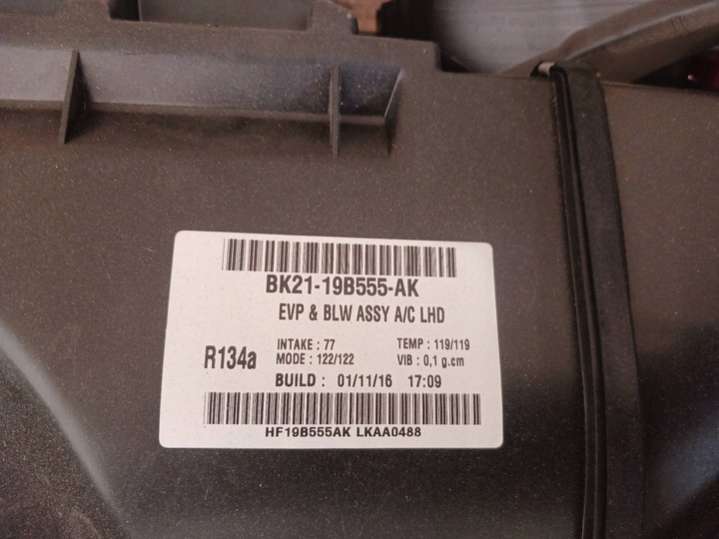 BK21-19B555-AK
EVP & BLW ASSY A/C LHD
R134a
INTAKE : 77 TEMP : 119/119
MODE : 122/122 VIB : 0,1 g.cm
BUILD : 01/11/16 17:09
HF19B555AK LKAA0488